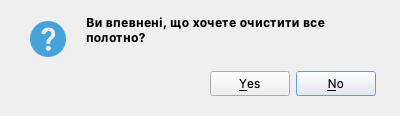 Ви впевнені, що хочете очистити все
полотно?
Yes
No